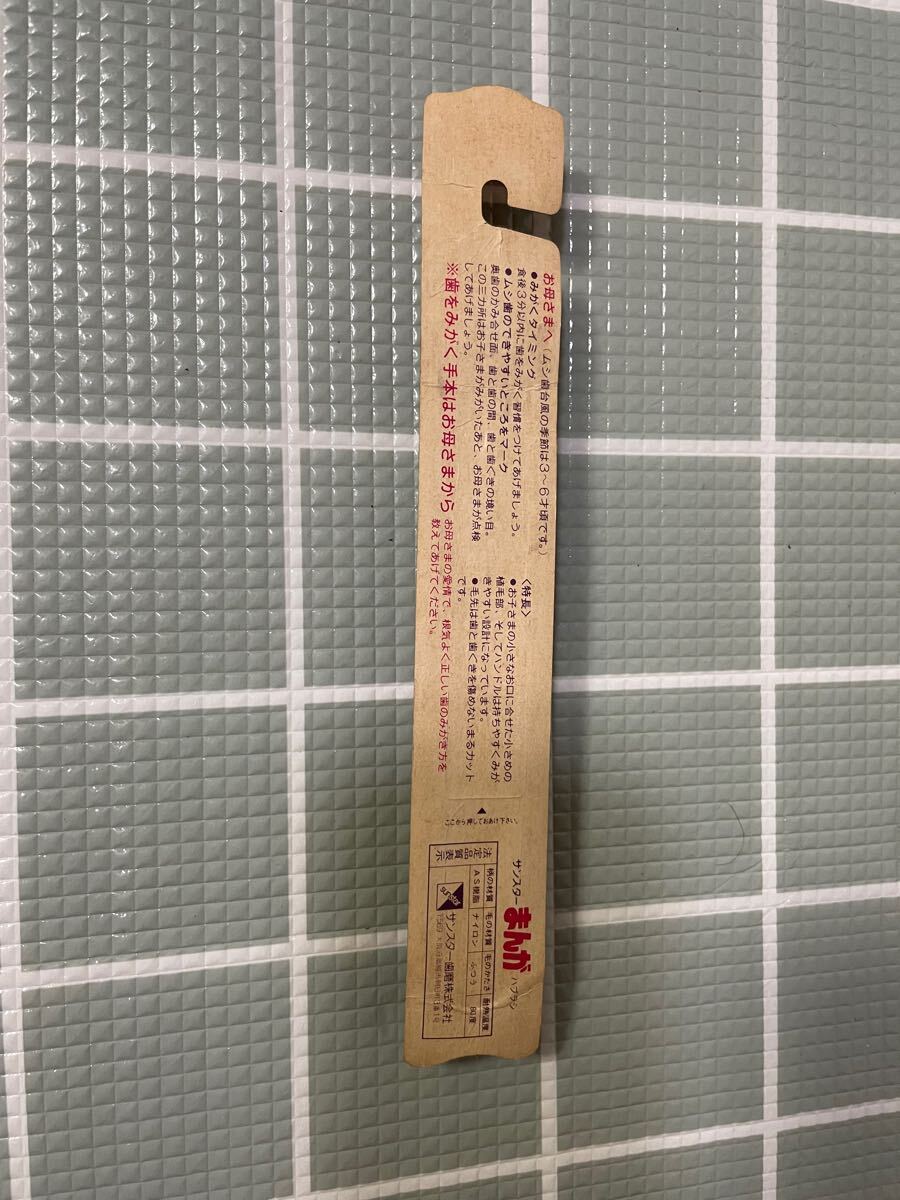 お母さまへ(ムシ歯台風の季節は3〜6才頃です。)
●みがくタイミング
食後3分以内に歯をみがく習慣をつけてあげましょう。
●ムシ歯のできやすいところをマーク
奥歯のかみ合せ面、歯と歯の間、歯と歯ぐきの境い目。
この三カ所はお子さまがみがいたあと、お母さまが点検
してあげましょう。
※歯をみがく手本はお母さまから
お母さまの愛情で、根気よく正しい歯のみがき方を
教えてあげてください。
〈特長〉
●お子さまの小さなお口に合せた小さめの
植毛部、そしてハンドルは持ちやすくみが
きやすい設計になっています。
●毛先は歯と歯ぐきを傷めないまるカット
です。
サンスター まんが ハブラシ
法定品質表示
柄の材質 毛の材質 毛のかたさ 耐熱温度
AS樹脂 ナイロン ふつう 80度
サンスター歯磨株式会社